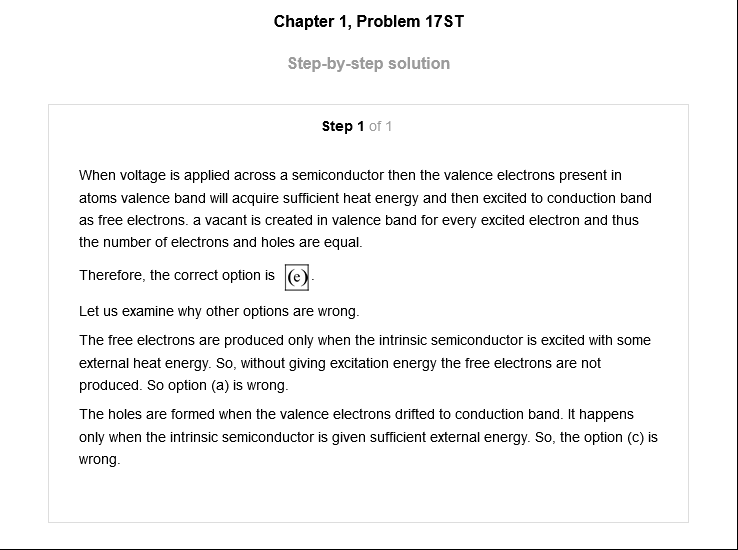 Chapter 1, Problem 17ST
Step-by-step solution
Step 1 of 1
When voltage is applied across a semiconductor then the valence electrons present in
atoms valence band will acquire sufficient heat energy and then excited to conduction band
as free electrons. a vacant is created in valence band for every excited electron and thus
the number of electrons and holes are equal.
Therefore, the correct option is (e).
Let us examine why other options are wrong.
The free electrons are produced only when the intrinsic semiconductor is excited with some
external heat energy. So, without giving excitation energy the free electrons are not
produced. So option (a) is wrong.
The holes are formed when the valence electrons drifted to conduction band. It happens
only when the intrinsic semiconductor is given sufficient external energy. So, the option (c) is
wrong.